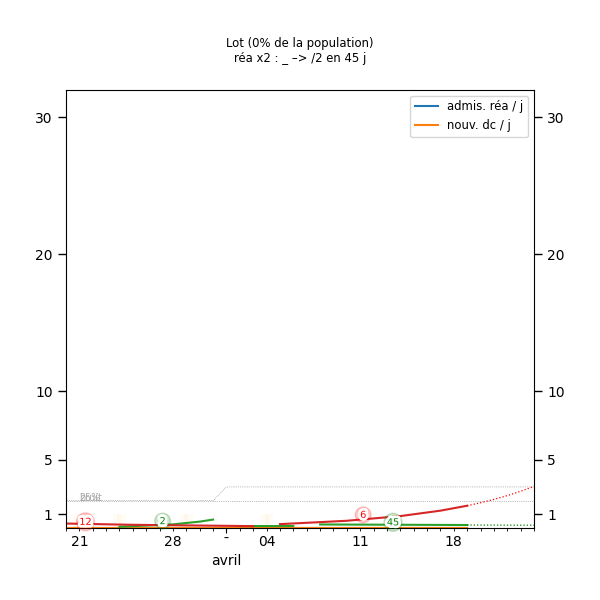 Lot (0% de la population)
réa x2 : _ –> /2 en 45 j
admis. réa / j
nouv. dc / j
30 30
20 20
10 10
5 5
1 1
12 2 6 45
21 28 - 04 11 18
avril